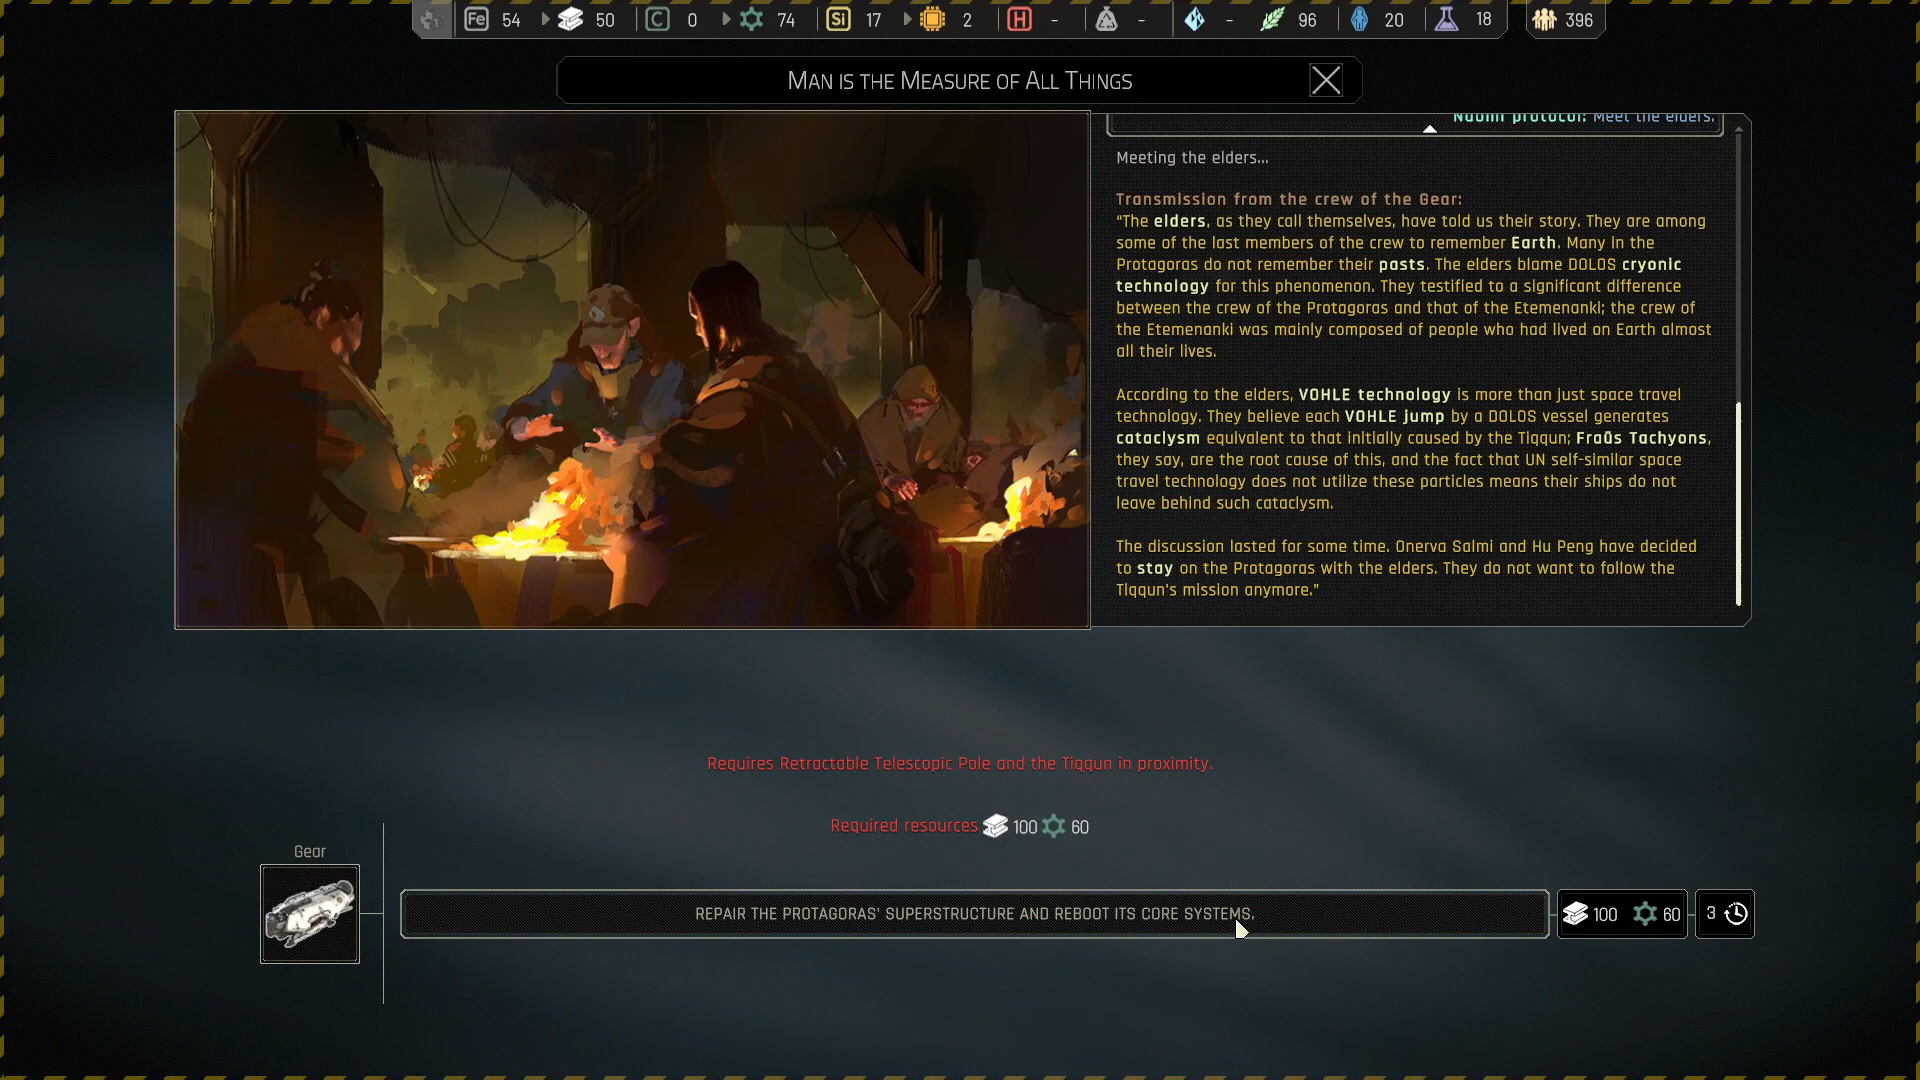 Fe 54 50 C 0 74 Si 17 2 H - - - 96 20 18 396
MAN IS THE MEASURE OF ALL THINGS
Naomi protocol: Meet the elders.
Meeting the elders...
Transmission from the crew of the Gear:
“The elders, as they call themselves, have told us their story. They are among
some of the last members of the crew to remember Earth. Many in the
Protagoras do not remember their pasts. The elders blame DOLOS cryonic
technology for this phenomenon. They testified to a significant difference
between the crew of the Protagoras and that of the Etemenanki; the crew of
the Etemenanki was mainly composed of people who had lived on Earth almost
all their lives.
According to the elders, VOHLE technology is more than just space travel
technology. They believe each VOHLE jump by a DOLOS vessel generates
cataclysm equivalent to that initially caused by the Tiqqun; Fraüs Tachyons,
they say, are the root cause of this, and the fact that UN self-similar space
travel technology does not utilize these particles means their ships do not
leave behind such cataclysm.
The discussion lasted for some time. Onerva Salmi and Hu Peng have decided
to stay on the Protagoras with the elders. They do not want to follow the
Tiqqun's mission anymore.”
Requires Retractable Telescopic Pole and the Tiqqun in proximity.
Required resources 100 60
Gear
REPAIR THE PROTAGORAS' SUPERSTRUCTURE AND REBOOT ITS CORE SYSTEMS.
100 60 3